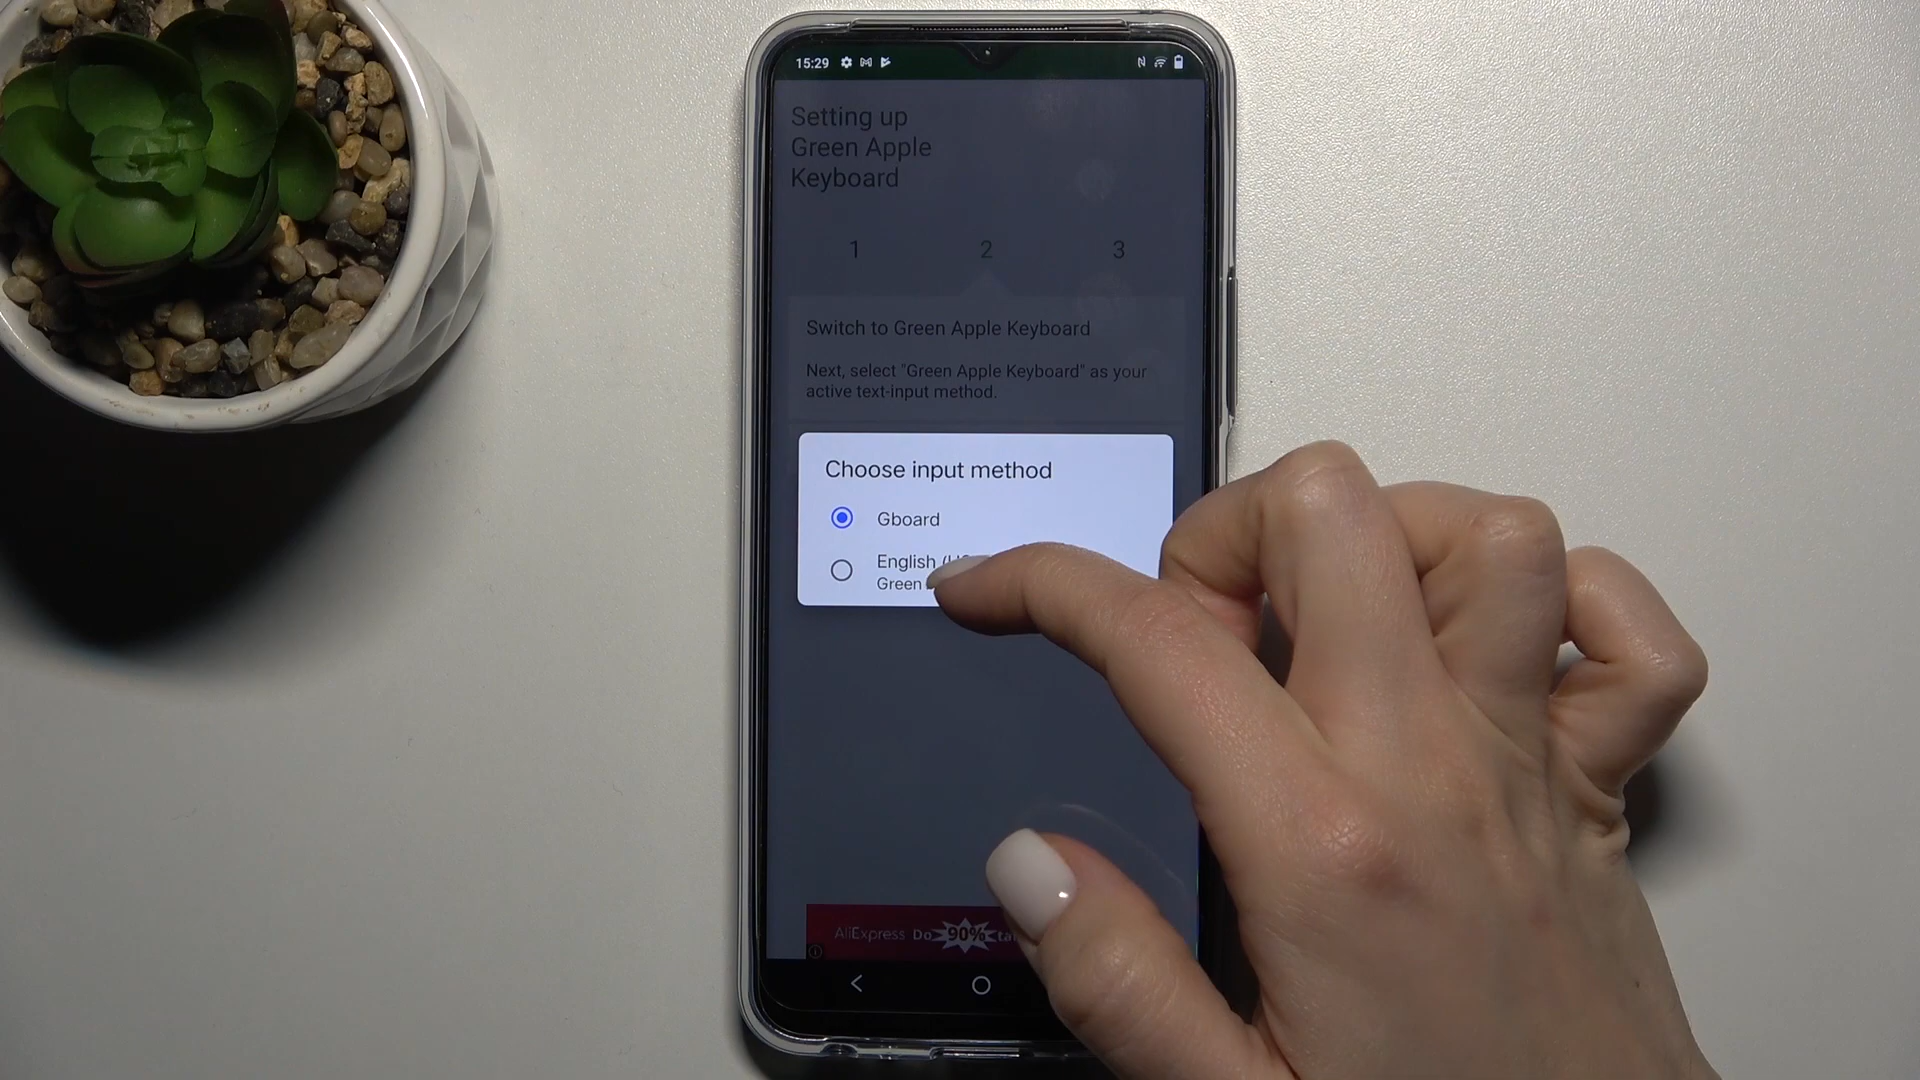 15:29
Setting up
Green Apple
Keyboard
1 2 3
Switch to Green Apple Keyboard
Next, select "Green Apple Keyboard" as your
active text-input method.
Choose input method
Gboard
English
Green
AliExpress Do 90%